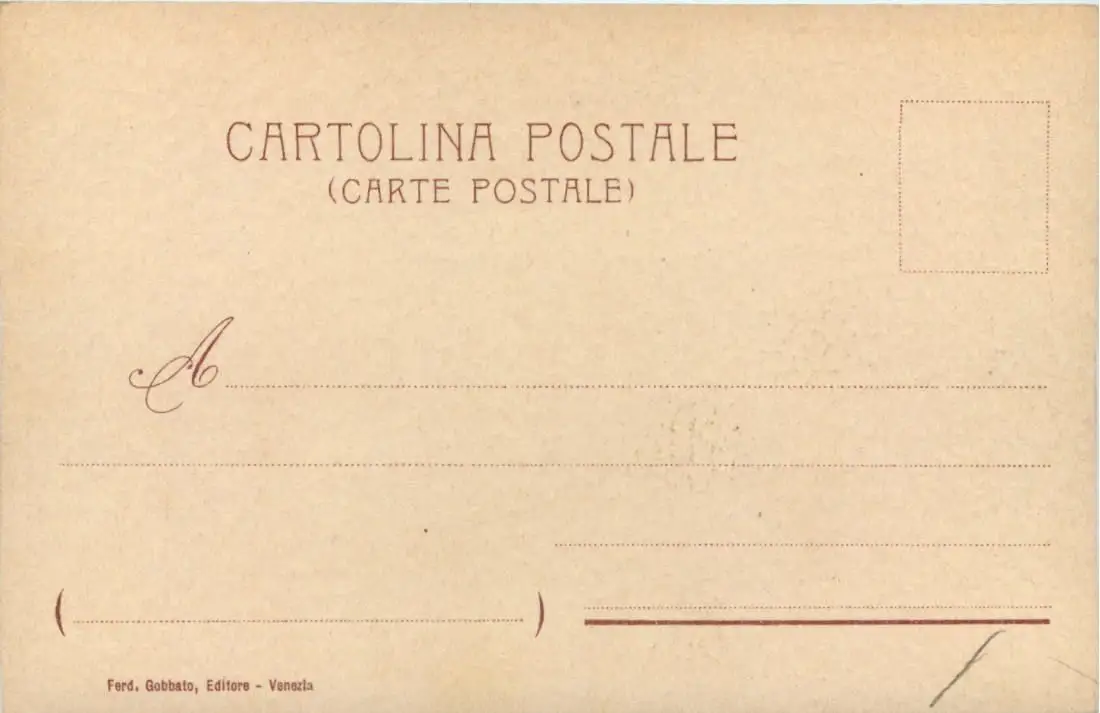 CARTOLINA POSTALE
(CARTE POSTALE)
A
( )
Ferd. Gobbato, Editore - Venezia